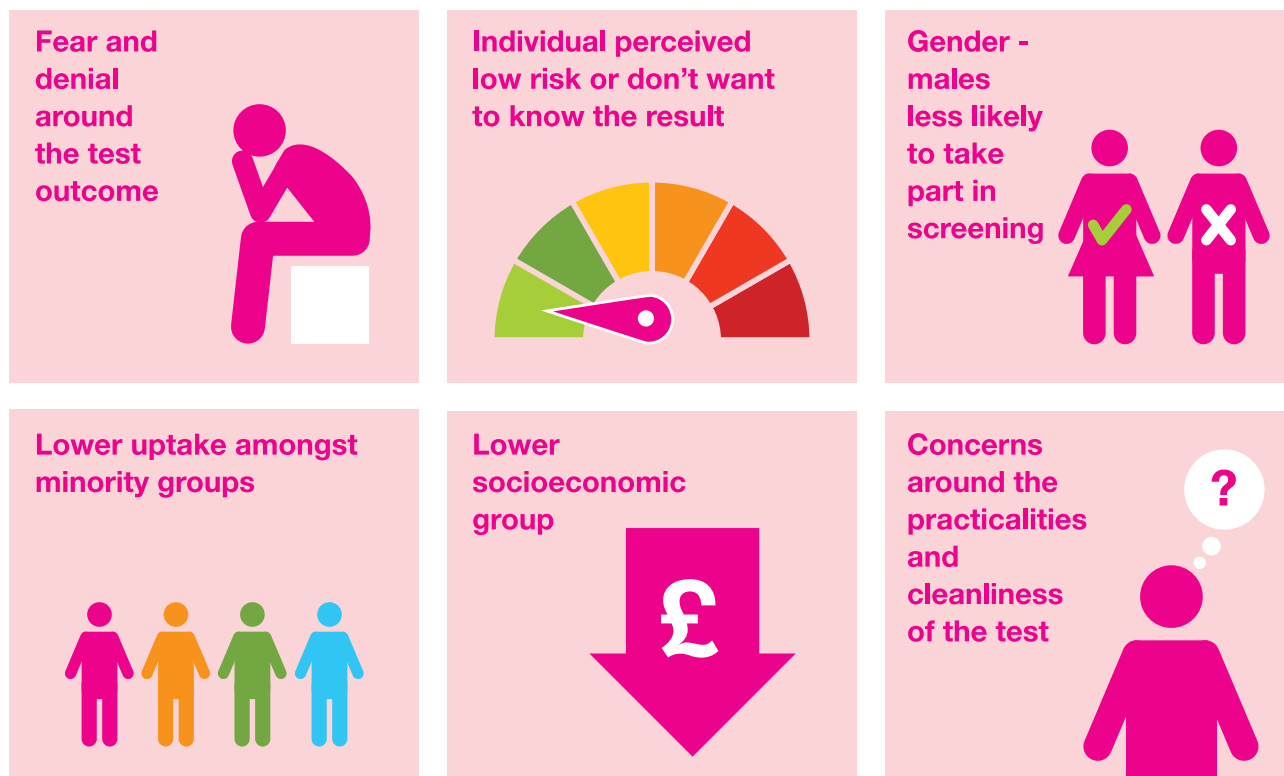 Fear and
denial
around
the test
outcome
Individual perceived
low risk or don’t want
to know the result
Gender -
males
less likely
to take
part in
screening
Lower uptake amongst
minority groups
Lower
socioeconomic
group
£
Concerns
around the
practicalities
and
cleanliness
of the test
?